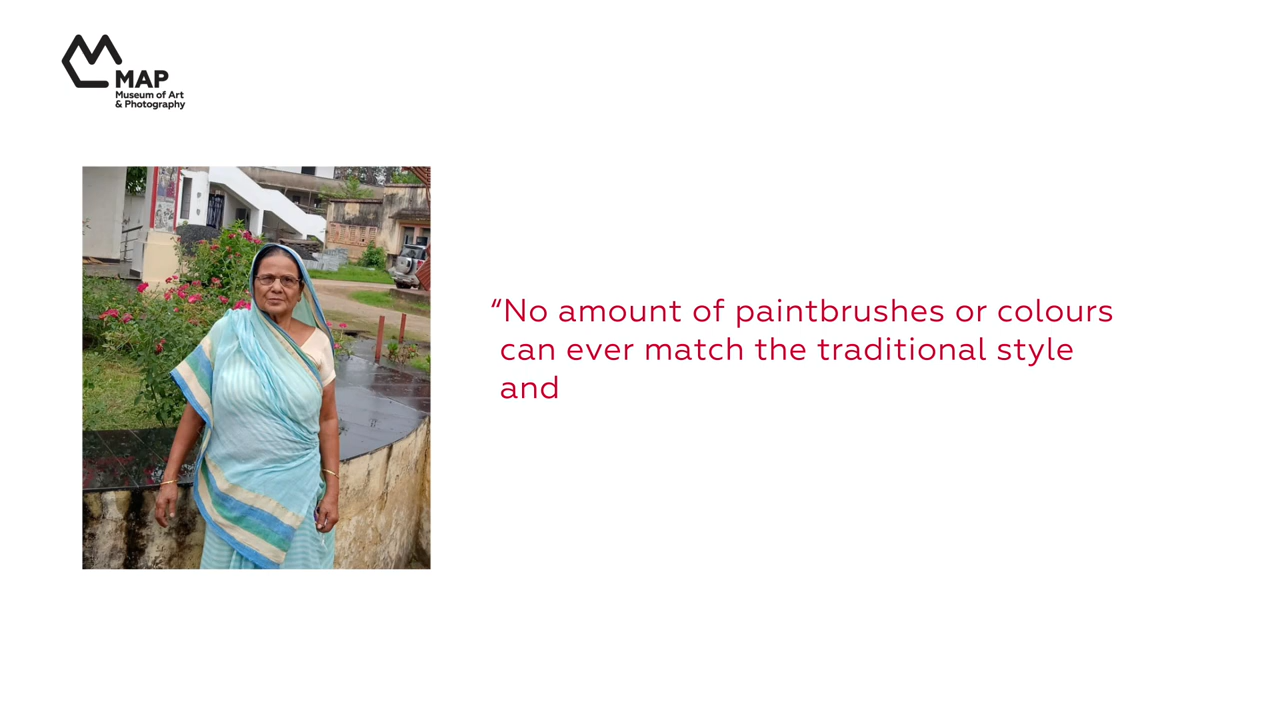 MAP
Museum of Art
& Photography
“No amount of paintbrushes or colours
can ever match the traditional style
and